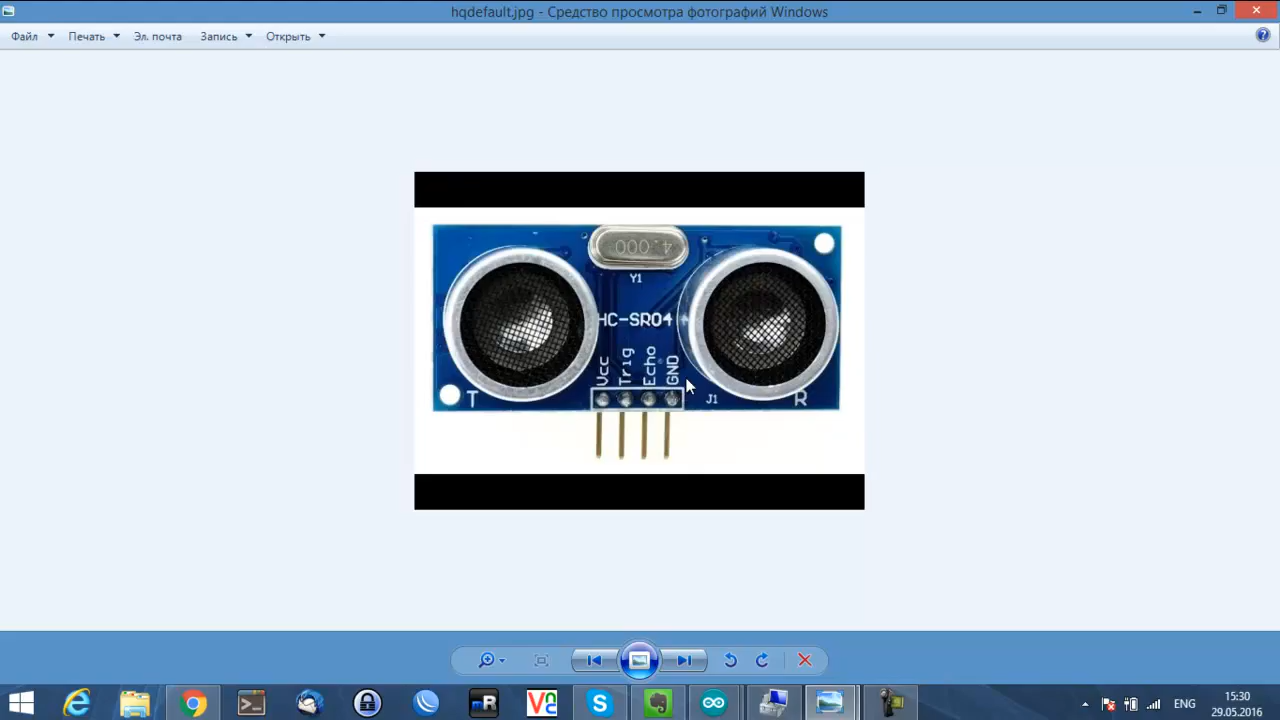 hqdefault.jpg - Средство просмотра фотографий Windows
Файл Печать Эл. почта Запись Открыть
4.000
Y1
HC-SR04
Vcc
Trig
Echo
GND
T
J1
R
ENG
15:30
29.05.2016